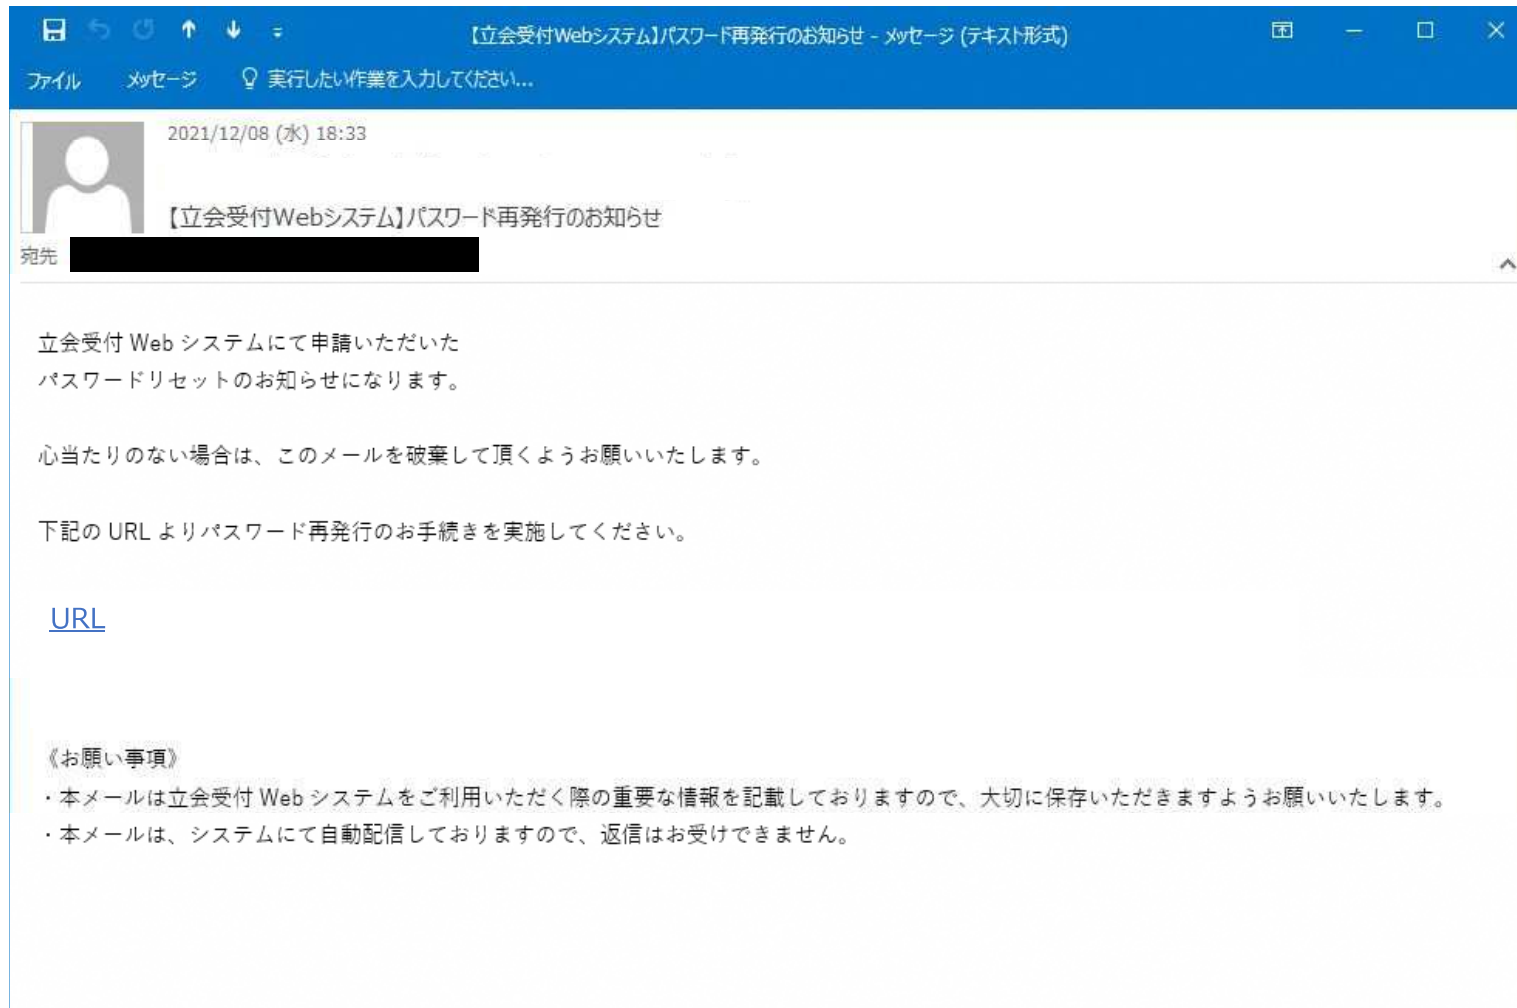 【立会受付Webシステム】パスワード再発行のお知らせ - メッセージ (テキスト形式)
ファイル メッセージ 実行したい作業を入力してください...
2021/12/08 (水) 18:33
【立会受付Webシステム】パスワード再発行のお知らせ
宛先
立会受付 Web システムにて申請いただいた
パスワードリセットのお知らせになります。
心当たりのない場合は、このメールを破棄して頂くようお願いいたします。
下記の URL よりパスワード再発行のお手続きを実施してください。
URL
《お願い事項》
・本メールは立会受付 Web システムをご利用いただく際の重要な情報を記載しておりますので、大切に保存いただきますようお願いいたします。
・本メールは、システムにて自動配信しておりますので、返信はお受けできません。